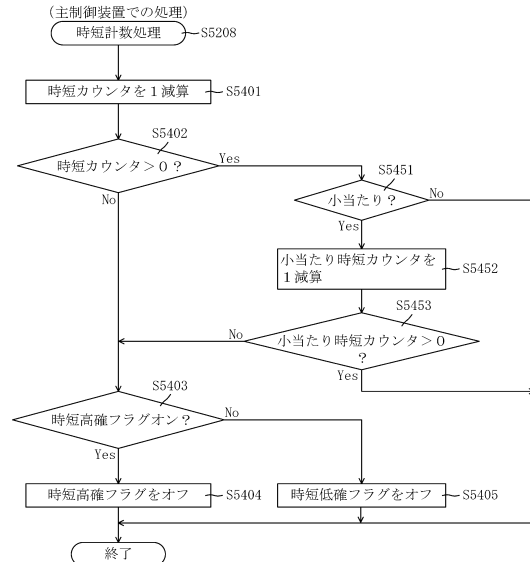 (主制御装置での処理)
時短計数処理
S5208
時短カウンタを1減算
S5401
S5402
時短カウンタ>0?
Yes
No
S5451
小当たり?
No
Yes
小当たり時短カウンタを
1減算
S5452
S5453
小当たり時短カウンタ>0
?
No
Yes
S5403
時短高確フラグオン?
No
Yes
時短高確フラグをオフ
S5404
時短低確フラグをオフ
S5405
終了